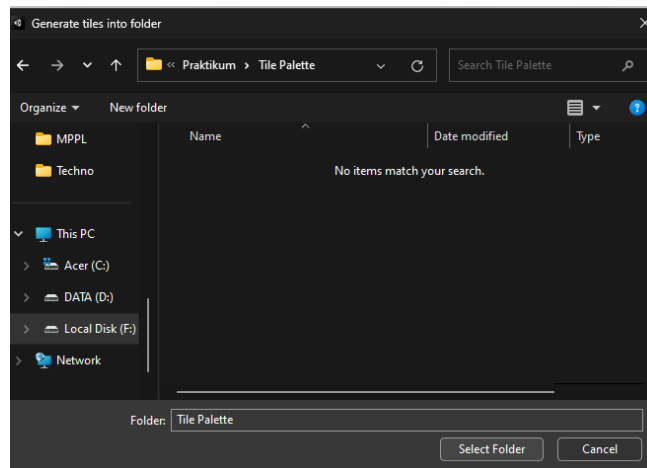 Generate tiles into folder
« Praktikum › Tile Palette
Search Tile Palette
Organize
New folder
?
MPPL
Name
Date modified
Type
Techno
No items match your search.
This PC
Acer (C:)
DATA (D:)
Local Disk (F:)
Network
Folder: Tile Palette
Select Folder
Cancel